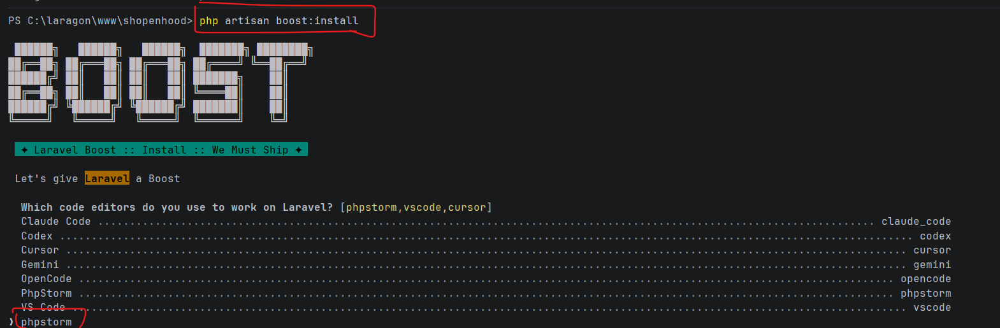 PS C:\laragon\www\shopenhood> php artisan boost:install
BOOST
✦ Laravel Boost :: Install :: We Must Ship ✦
Let's give Laravel a Boost
Which code editors do you use to work on Laravel? [phpstorm,vscode,cursor]
Claude Code ........................................................................................................................ claude_code
Codex ................................................................................................................................... codex
Cursor ................................................................................................................................. cursor
Gemini ................................................................................................................................. gemini
OpenCode ............................................................................................................................. opencode
PhpStorm ............................................................................................................................. phpstorm
VS Code ................................................................................................................................ vscode
❯ phpstorm